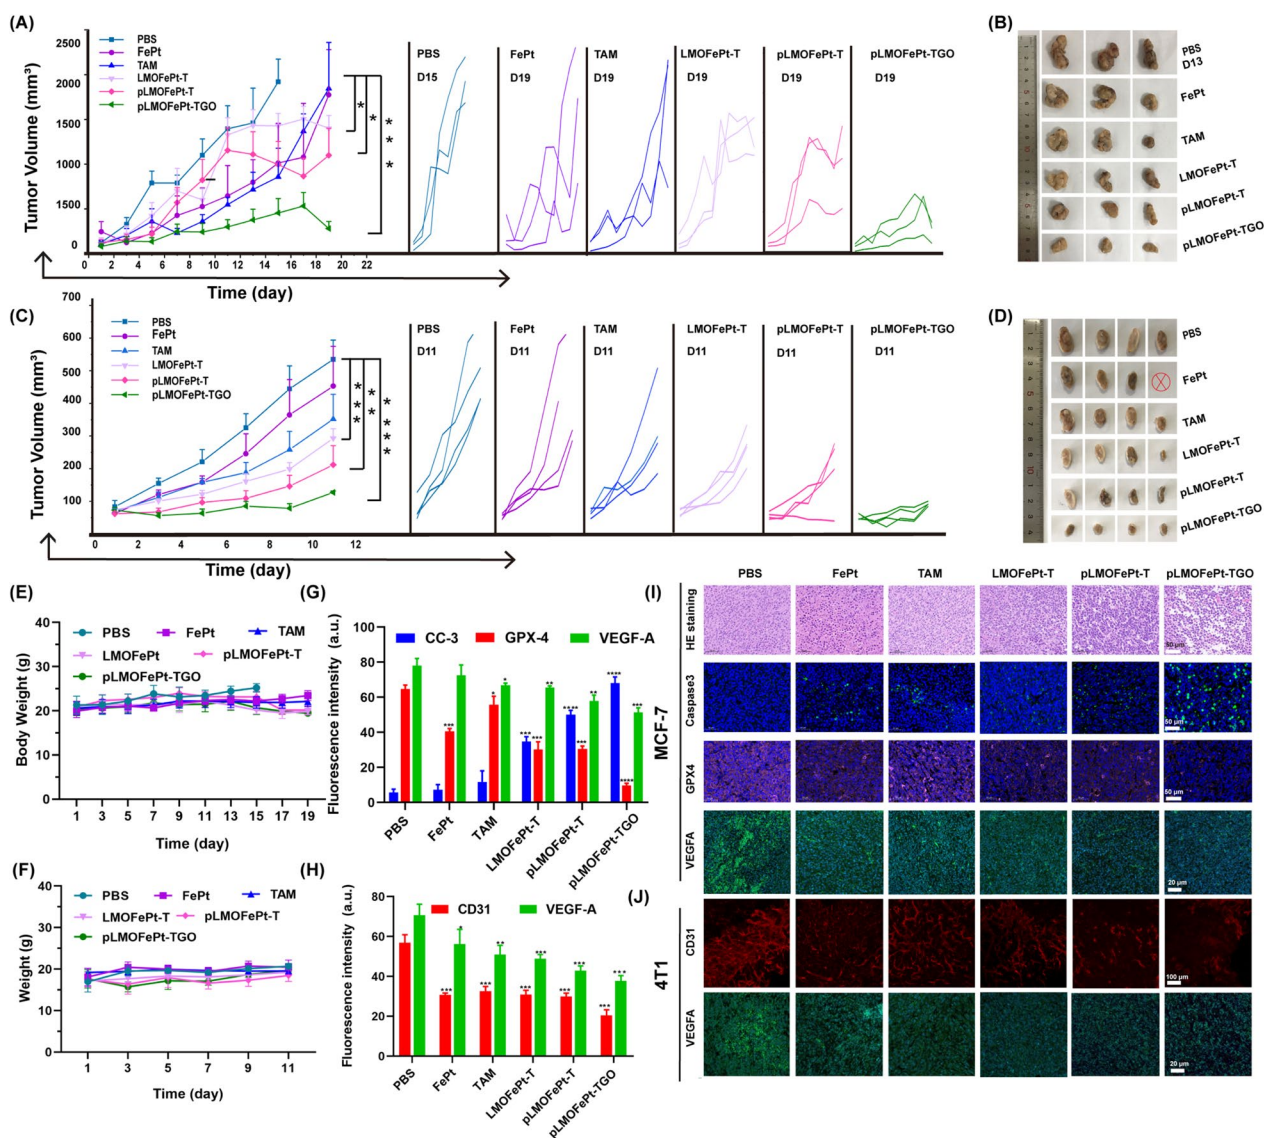 (A)
Tumor Volume (mm³)
2500
2000
1500
1000
1500
0
PBS
FePt
TAM
LMOFePt-T
pLMOFePt-T
pLMOFePt-TGO
*
*
* * *
0 2 4 6 8 10 12 14 16 18 20 22
Time (day)
PBS
D15
FePt
D19
TAM
D19
LMOFePt-T
D19
pLMOFePt-T
D19
pLMOFePt-TGO
D19
(B)
PBS
D13
FePt
TAM
LMOFePt-T
pLMOFePt-T
pLMOFePt-TGO
(C)
Tumor Volume (mm³)
700
600
500
400
300
200
100
0
PBS
FePt
TAM
LMOFePt-T
pLMOFePt-T
pLMOFePt-TGO
* * *
* *
* * * *
0 2 4 6 8 10 12
Time (day)
PBS
D11
FePt
D11
TAM
D11
LMOFePt-T
D11
pLMOFePt-T
D11
pLMOFePt-TGO
D11
(D)
PBS
FePt
TAM
LMOFePt-T
pLMOFePt-T
pLMOFePt-TGO
(E)
Body Weight (g)
40
30
20
10
0
PBS FePt TAM
LMOFePt pLMOFePt-T
pLMOFePt-TGO
1 3 5 7 9 11 13 15 17 19
Time (day)
(F)
Weight (g)
40
30
20
10
0
PBS FePt TAM
LMOFePt-T pLMOFePt-T
pLMOFePt-TGO
1 3 5 7 9 11
Time (day)
(G)
Fluorescence intensity (a.u.)
100
80
60
40
20
0
CC-3 GPX-4 VEGF-A
*** * * *** *** ** **** *** ** **** **** ***
PBS
FePt
TAM
LMOFePt-T
pLMOFePt-T
pLMOFePt-TGO
(H)
Fluorescence intensity (a.u.)
80
60
40
20
0
CD31 VEGF-A
*** * *** ** *** *** *** *** *** ***
PBS
FePt
TAM
LMOFePt-T
pLMOFePt-T
pLMOFePt-TGO
(I)
PBS FePt TAM LMOFePt-T pLMOFePt-T pLMOFePt-TGO
MCF-7
HE staining
50 µm
Caspase3
50 µm
GPX4
50 µm
VEGFA
20 µm
(J)
4T1
CD31
100 µm
VEGFA
20 µm